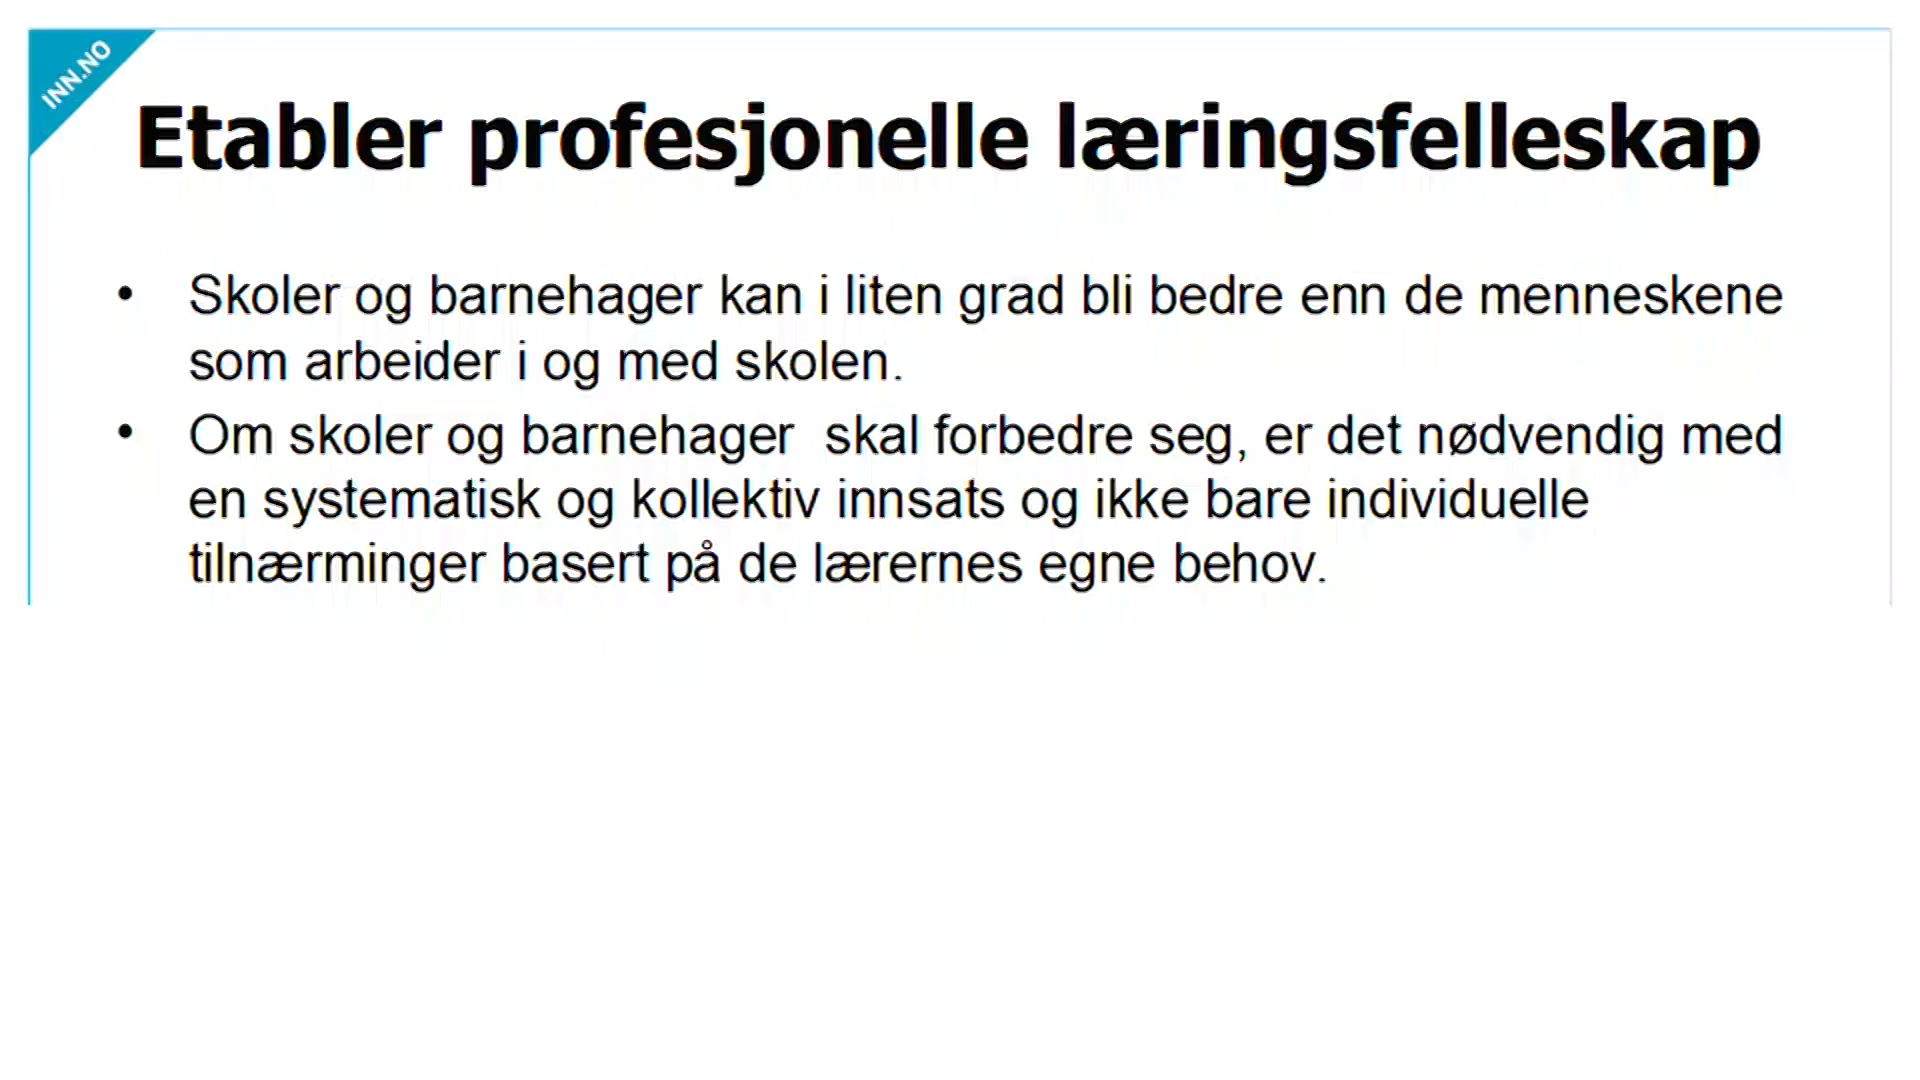 INN.NO
Etabler profesjonelle læringsfelleskap
• Skoler og barnehager kan i liten grad bli bedre enn de menneskene
som arbeider i og med skolen.
• Om skoler og barnehager  skal forbedre seg, er det nødvendig med
en systematisk og kollektiv innsats og ikke bare individuelle
tilnærminger basert på de lærernes egne behov.